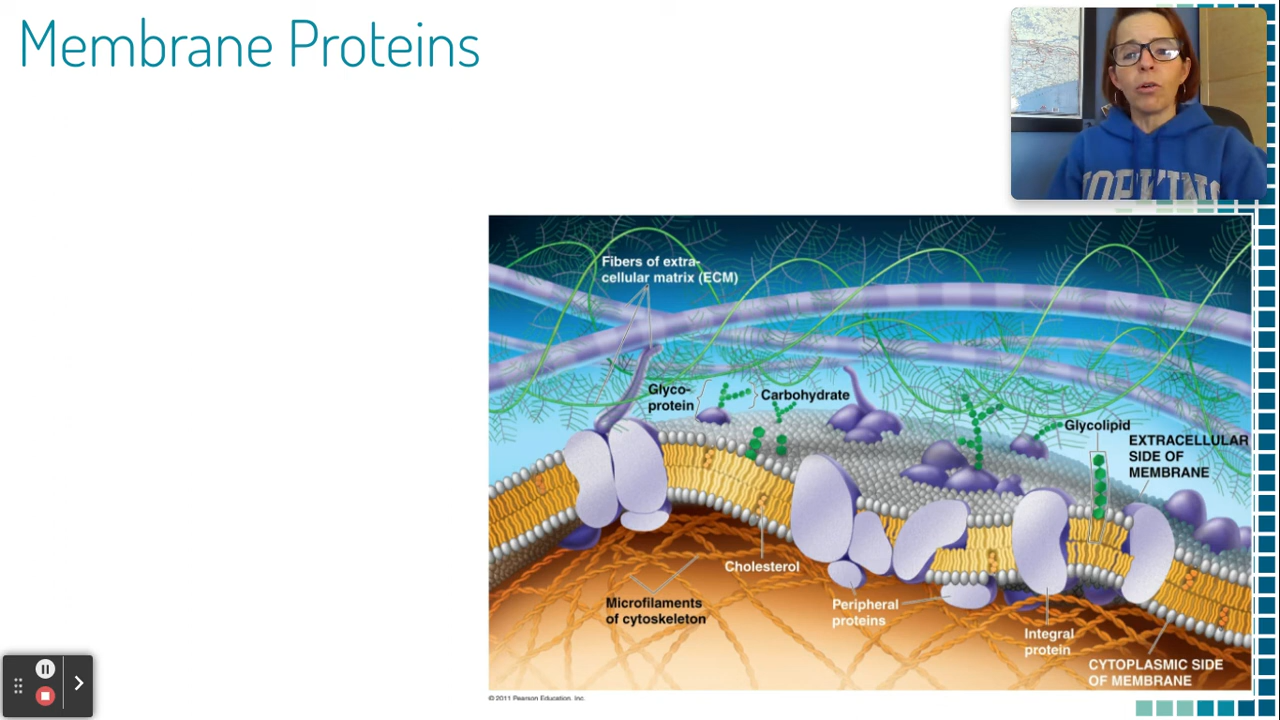 Membrane Proteins
Fibers of extra-
cellular matrix (ECM)
Glyco-
protein
Carbohydrate
Glycolipid
EXTRACELLULAR
SIDE OF
MEMBRANE
Cholesterol
Microfilaments
of cytoskeleton
Peripheral
proteins
Integral
protein
CYTOPLASMIC SIDE
OF MEMBRANE
© 2011 Pearson Education, Inc.